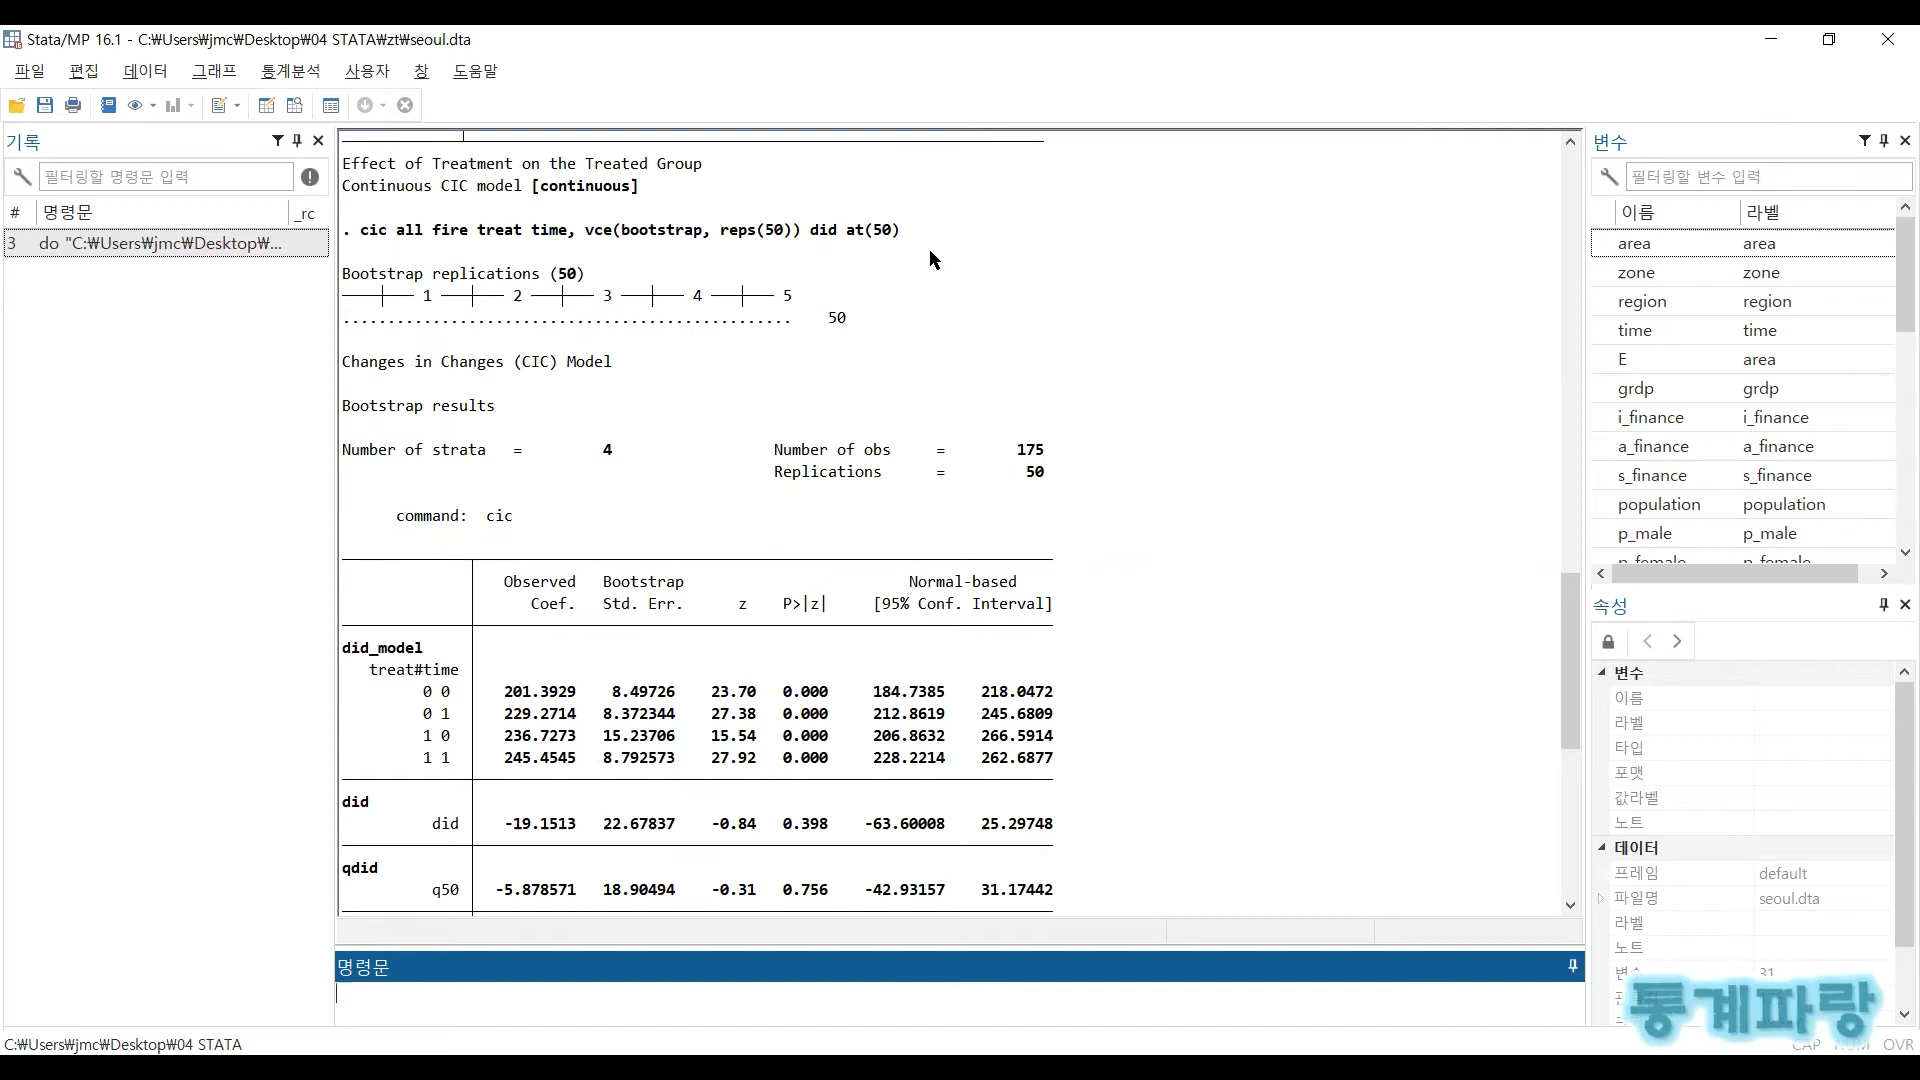 Stata/MP 16.1 - C:₩Users₩jmc₩Desktop₩04 STATA₩zt₩seoul.dta
파일 편집 데이터 그래프 통계분석 사용자 창 도움말
기록
필터링할 명령문 입력
# 명령문 _rc
3 do "C:₩Users₩jmc₩Desktop₩...
Effect of Treatment on the Treated Group
Continuous CIC model [continuous]
. cic all fire treat time, vce(bootstrap, reps(50)) did at(50)
Bootstrap replications (50)
1 2 3 4 5
.................................................. 50
Changes in Changes (CIC) Model
Bootstrap results
Number of strata = 4 Number of obs = 175
Replications = 50
command: cic
Observed Bootstrap Normal-based
Coef. Std. Err. z P>|z| [95% Conf. Interval]
did_model
treat#time
0 0 201.3929 8.49726 23.70 0.000 184.7385 218.0472
0 1 229.2714 8.372344 27.38 0.000 212.8619 245.6809
1 0 236.7273 15.23706 15.54 0.000 206.8632 266.5914
1 1 245.4545 8.792573 27.92 0.000 228.2214 262.6877
did
did -19.1513 22.67837 -0.84 0.398 -63.60008 25.29748
qdid
q50 -5.878571 18.90494 -0.31 0.756 -42.93157 31.17442
명령문
변수
필터링할 변수 입력
이름 라벨
area area
zone zone
region region
time time
E area
grdp grdp
i_finance i_finance
a_finance a_finance
s_finance s_finance
population population
p_male p_male
p_female p_female
속성
변수
이름
라벨
타입
포맷
값라벨
노트
데이터
프레임 default
파일명 seoul.dta
라벨
노트
변수 31
통계파랑
C:₩Users₩jmc₩Desktop₩04 STATA
CAP NUM OVR